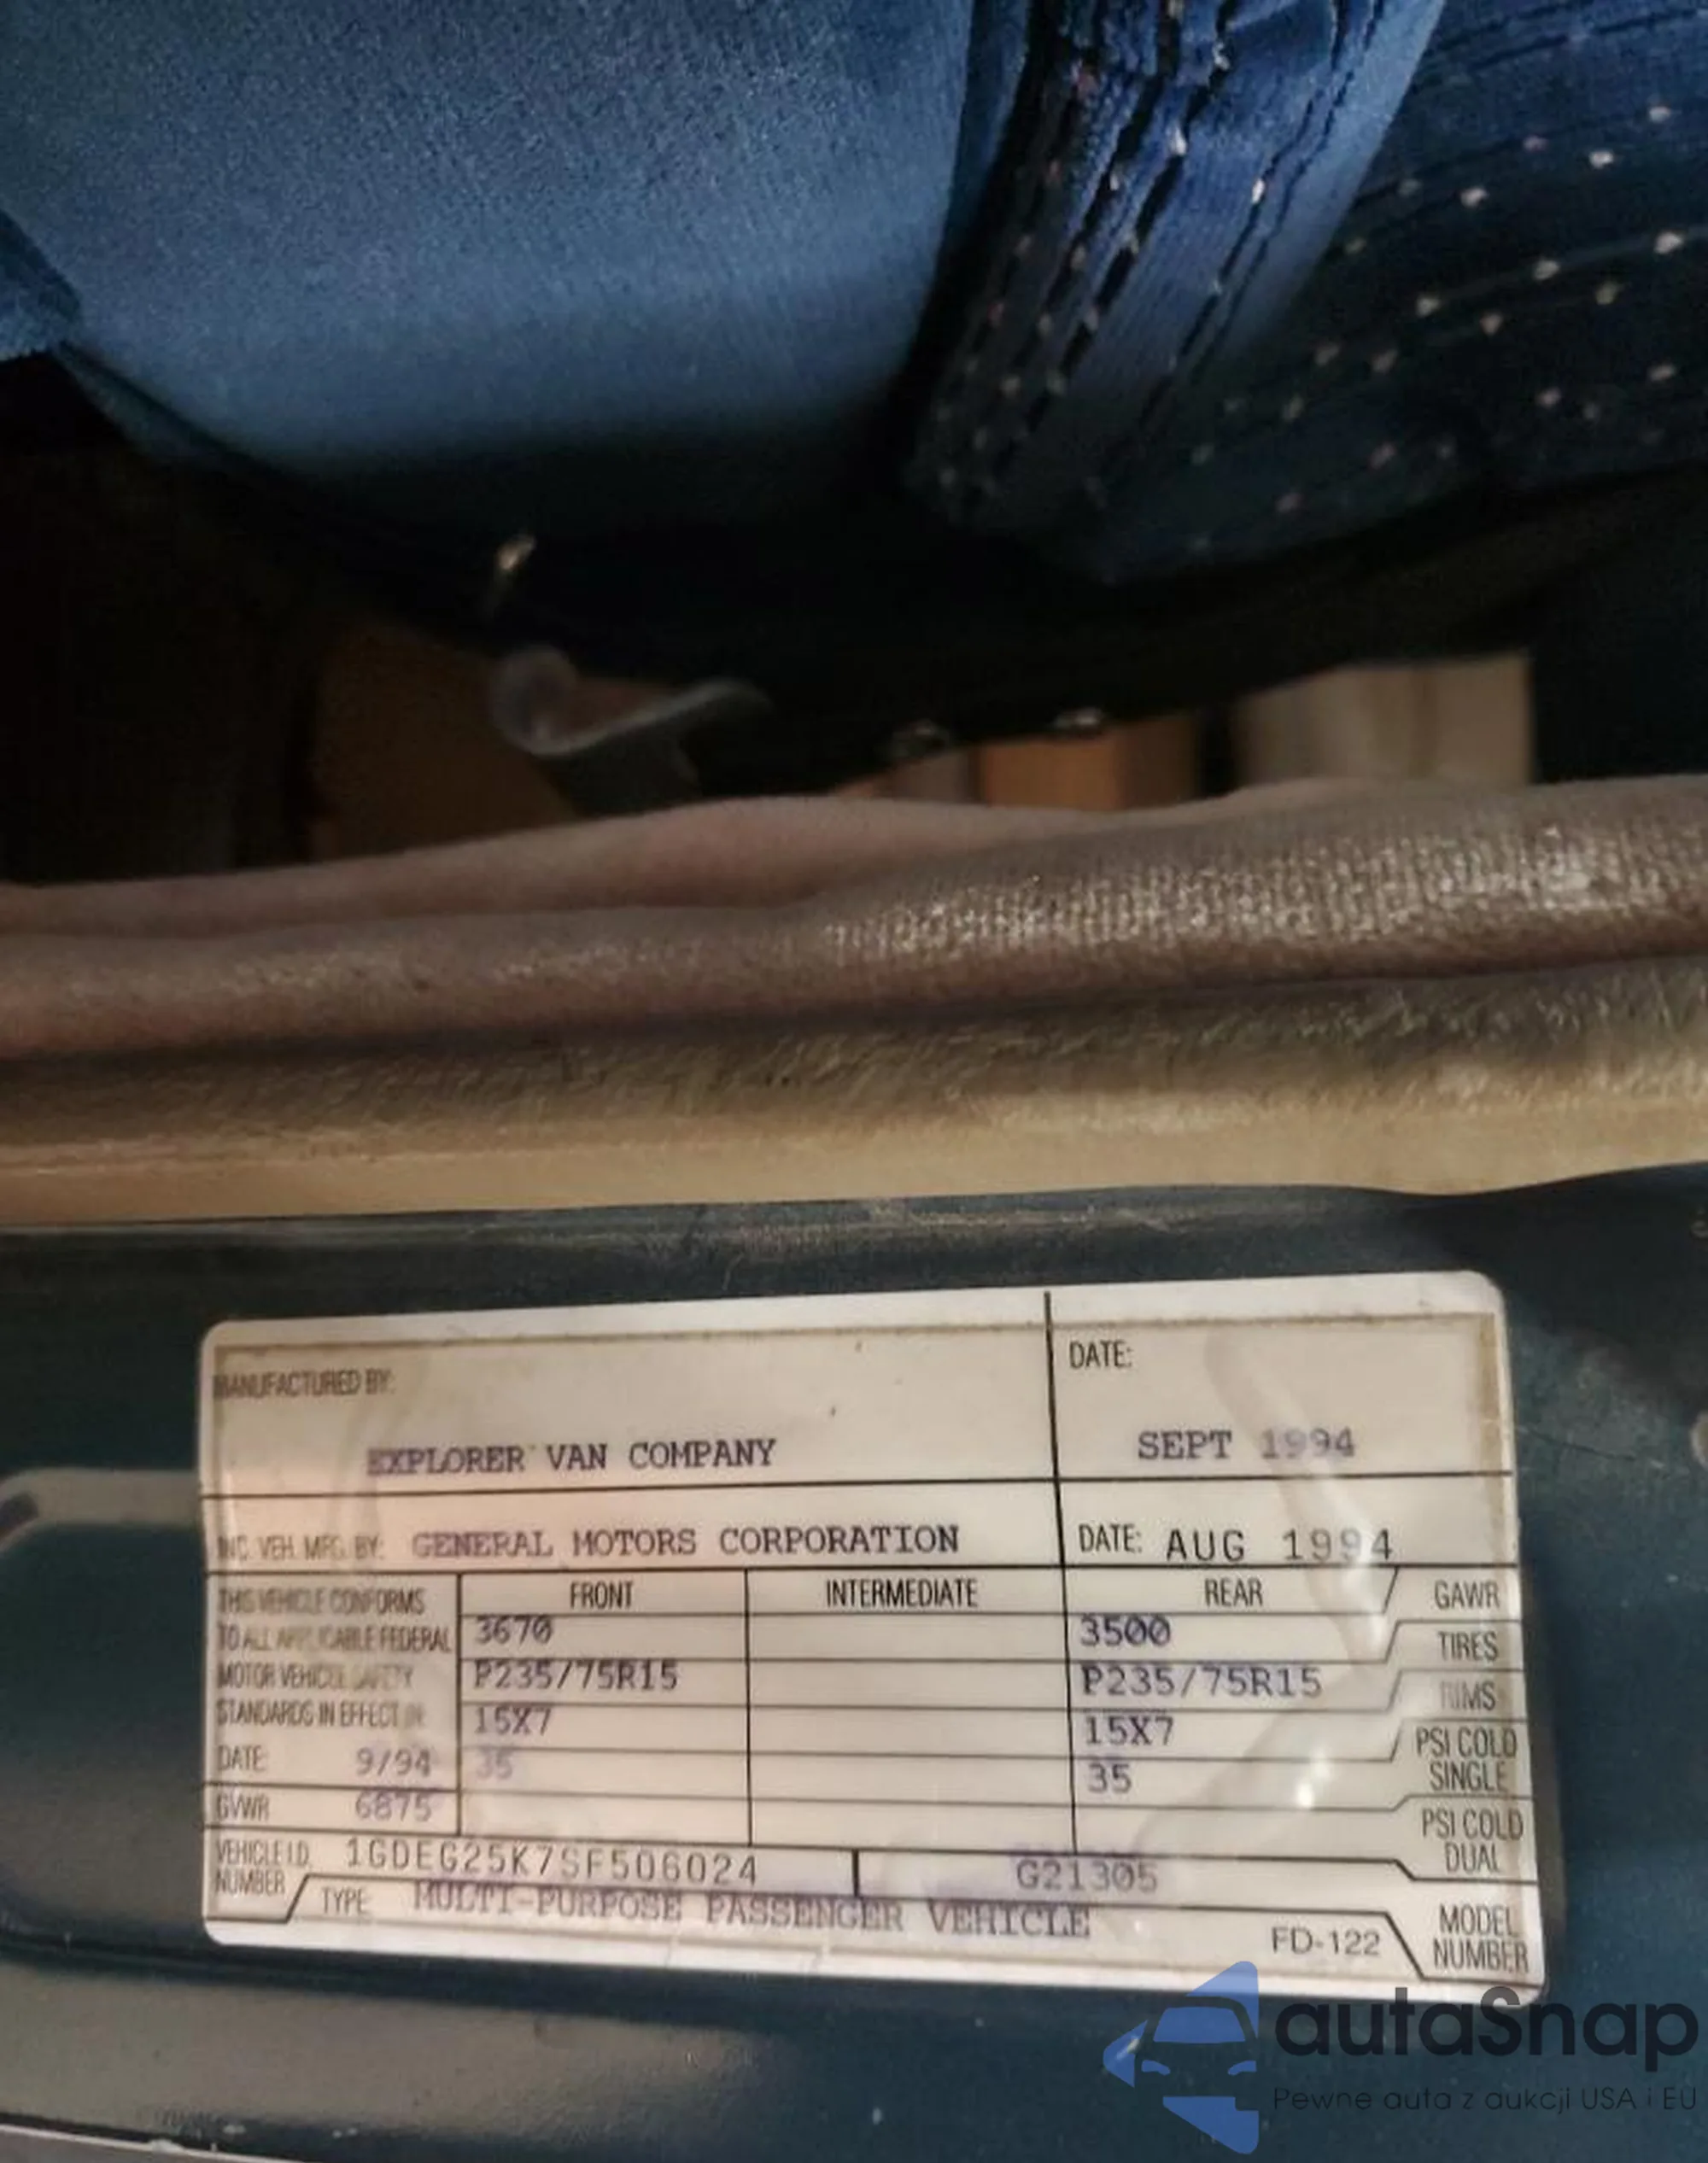 MANUFACTURED BY:
EXPLORER VAN COMPANY
DATE:
SEPT 1994
INC. VEH. MFG. BY: GENERAL MOTORS CORPORATION
DATE: AUG 1994
THIS VEHICLE CONFORMS
TO ALL APPLICABLE FEDERAL
MOTOR VEHICLE SAFETY
STANDARDS IN EFFECT IN
DATE: 9/94
GVWR 6875
FRONT INTERMEDIATE REAR GAWR
3670 3500 TIRES
P235/75R15 P235/75R15 RIMS
15X7 15X7 PSI COLD
SINGLE
35 35 PSI COLD
DUAL
VEHICLE I.D.
NUMBER
1GDEG25K7SF506024 G21305
TYPE MULTI-PURPOSE PASSENGER VEHICLE
FD-122
MODEL
NUMBER
autaSnap
Pewne auta z aukcji USA i EU